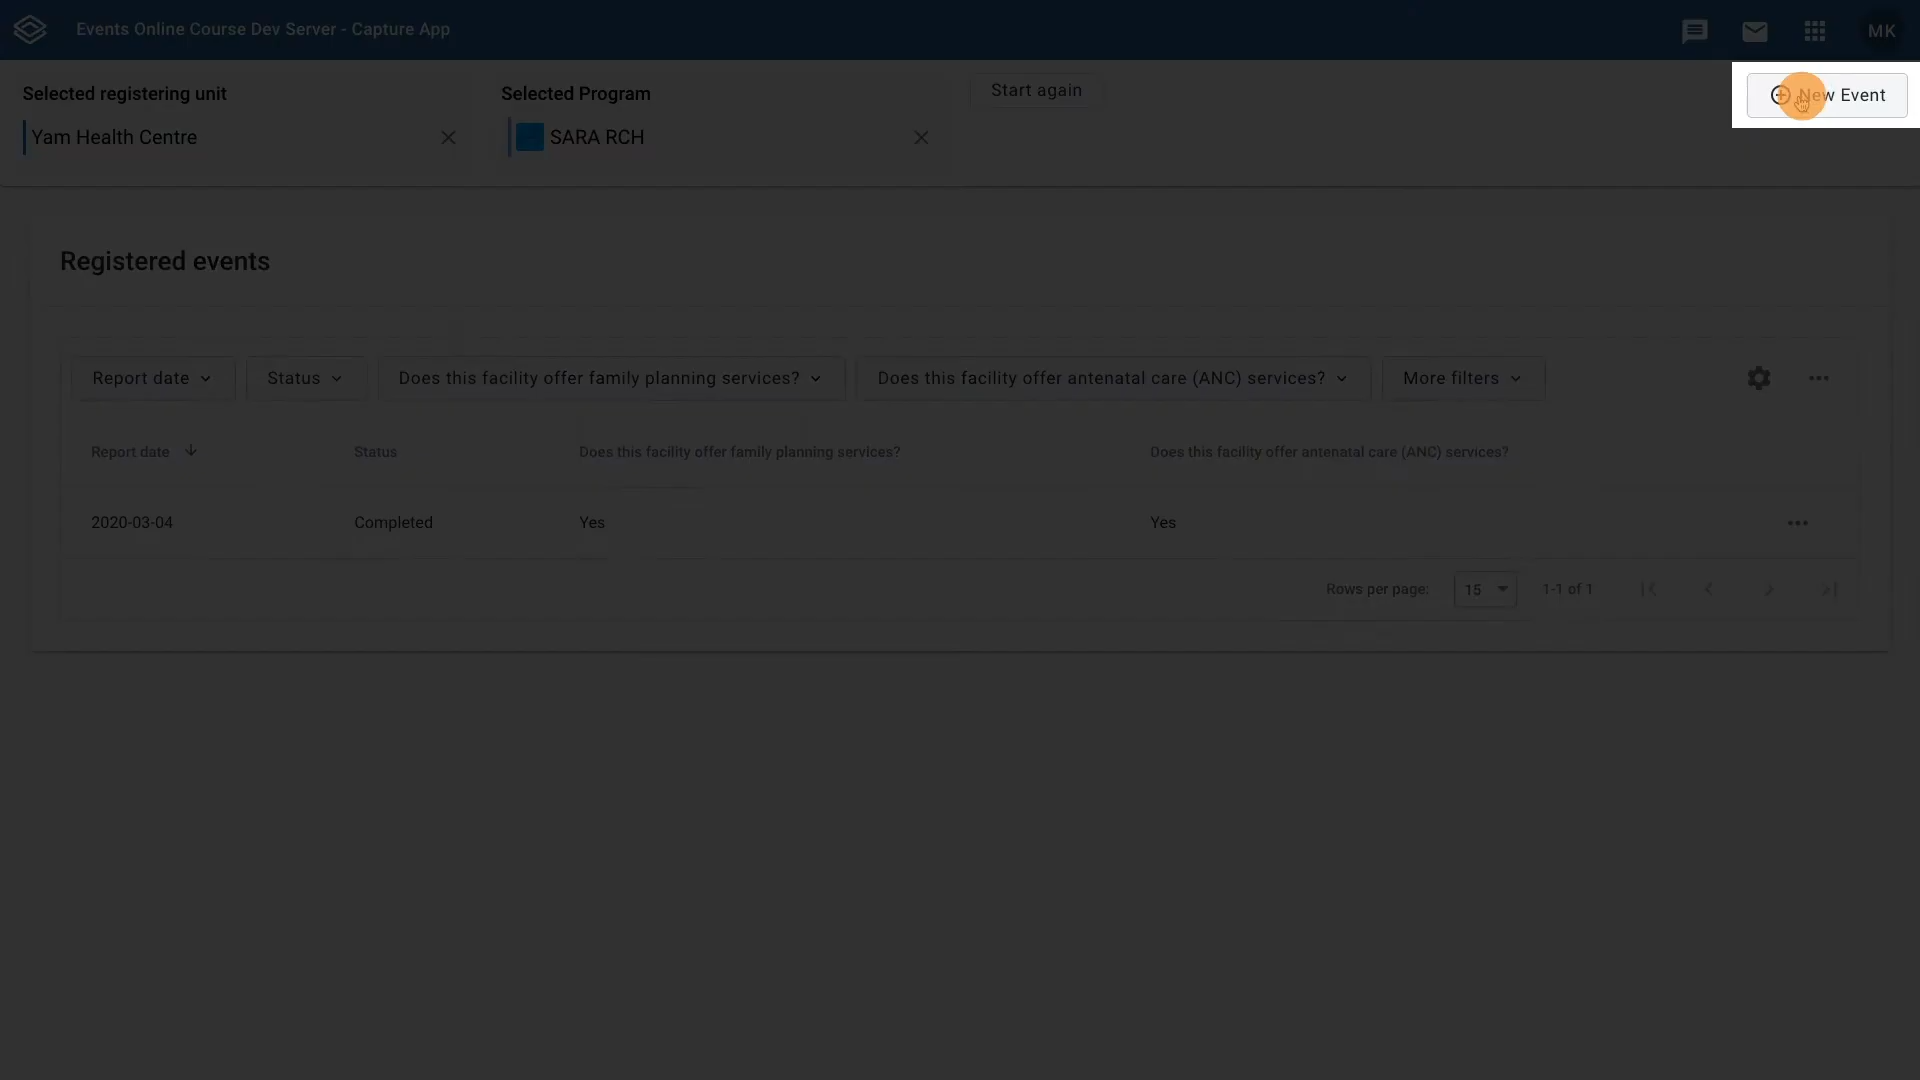 Events Online Course Dev Server - Capture App
MK
Selected registering unit
Yam Health Centre
Selected Program
SARA RCH
Start again
New Event
Registered events
Report date
Status
Does this facility offer family planning services?
Does this facility offer antenatal care (ANC) services?
More filters
Report date
Status
Does this facility offer family planning services?
Does this facility offer antenatal care (ANC) services?
2020-03-04
Completed
Yes
Yes
Rows per page:
15
1-1 of 1